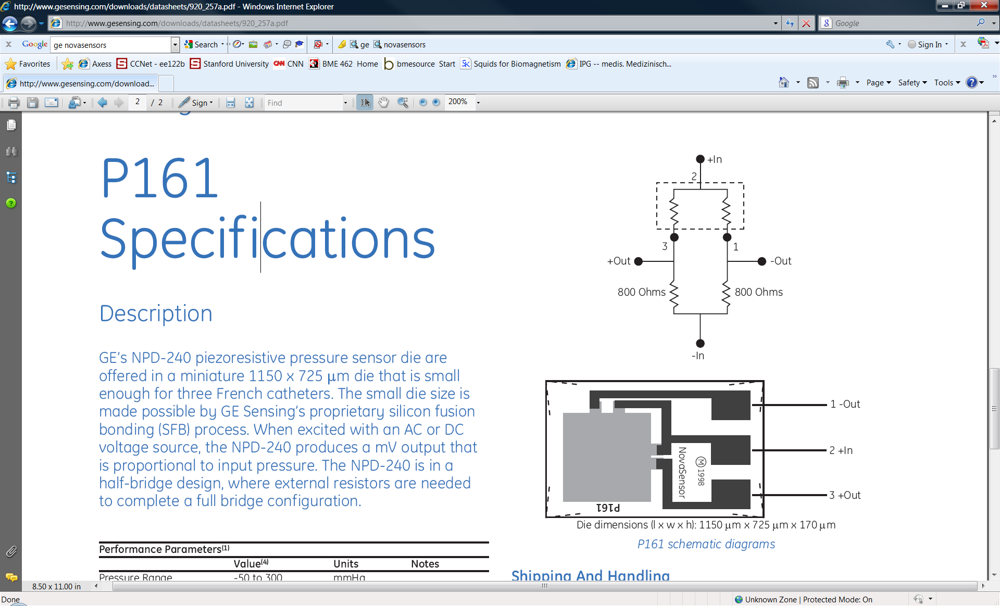 http://www.gesensing.com/downloads/datasheets/920_257a.pdf - Windows Internet Explorer
http://www.gesensing.com/downloads/datasheets/920_257a.pdf
Google
Google ge novasensors Search ge novasensors Sign In
Favorites Axess CCNet - ee122b Stanford University CNN CNN BME 462 Home bmesource Start Squids for Biomagnetism IPG -- medis. Medizinisch...
http://www.gesensing.com/download... Page Safety Tools
2 / 2 Sign Find 200%
P161
Specifications
Description
GE's NPD-240 piezoresistive pressure sensor die are
offered in a miniature 1150 x 725 µm die that is small
enough for three French catheters. The small die size is
made possible by GE Sensing's proprietary silicon fusion
bonding (SFB) process. When excited with an AC or DC
voltage source, the NPD-240 produces a mV output that
is proportional to input pressure. The NPD-240 is in a
half-bridge design, where external resistors are needed
to complete a full bridge configuration.
Performance Parameters(1)
Value(4) Units Notes
Pressure Range -50 to 300 mmHg
+In
2
3 1
+Out -Out
800 Ohms 800 Ohms
-In
1 -Out
2 +In
3 +Out
NovaSensor
M 1998
P161
Die dimensions (l x w x h): 1150 µm x 725 µm x 170 µm
P161 schematic diagrams
Shipping And Handling
8.50 x 11.00 in
Done Unknown Zone | Protected Mode: On